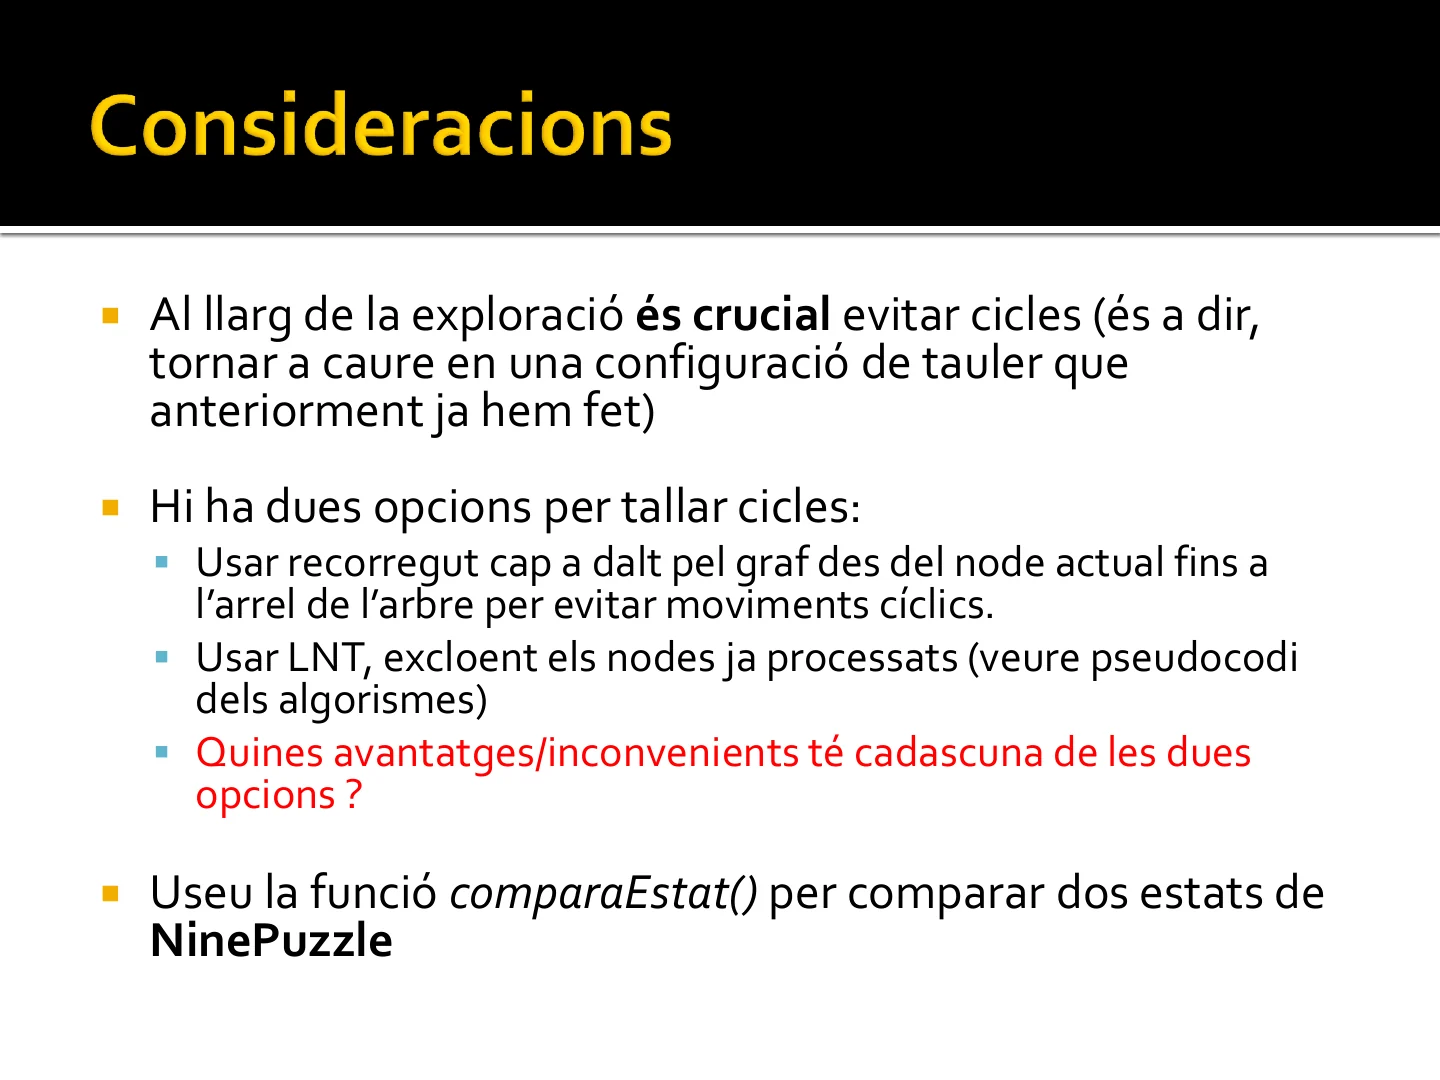 Consideracions
Al llarg de la exploració és crucial evitar cicles (és a dir,
tornar a caure en una configuració de tauler que
anteriorment ja hem fet)
Hi ha dues opcions per tallar cicles:
Usar recorregut cap a dalt pel graf des del node actual fins a
l’arrel de l’arbre per evitar moviments cíclics.
Usar LNT, excloent els nodes ja processats (veure pseudocodi
dels algorismes)
Quines avantatges/inconvenients té cadascuna de les dues
opcions ?
Useu la funció comparaEstat() per comparar dos estats de
NinePuzzle